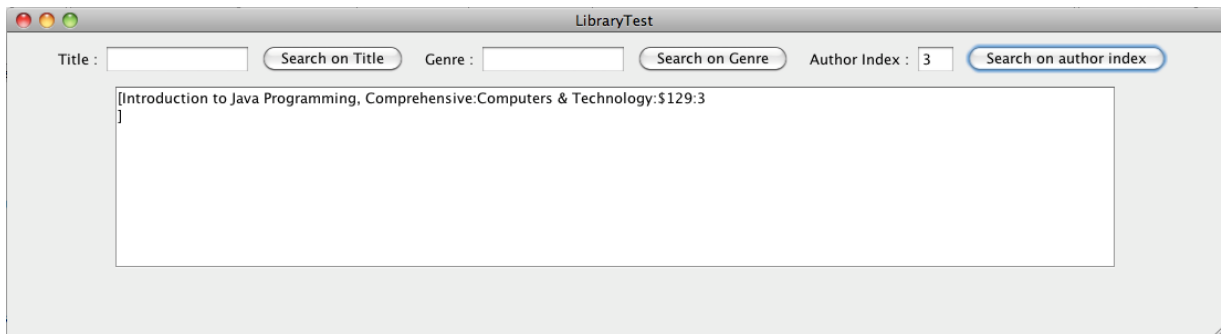 LibraryTest
Title : Search on Title Genre : Search on Genre Author Index : 3 Search on author index
[Introduction to Java Programming, Comprehensive:Computers & Technology:$129:3
]